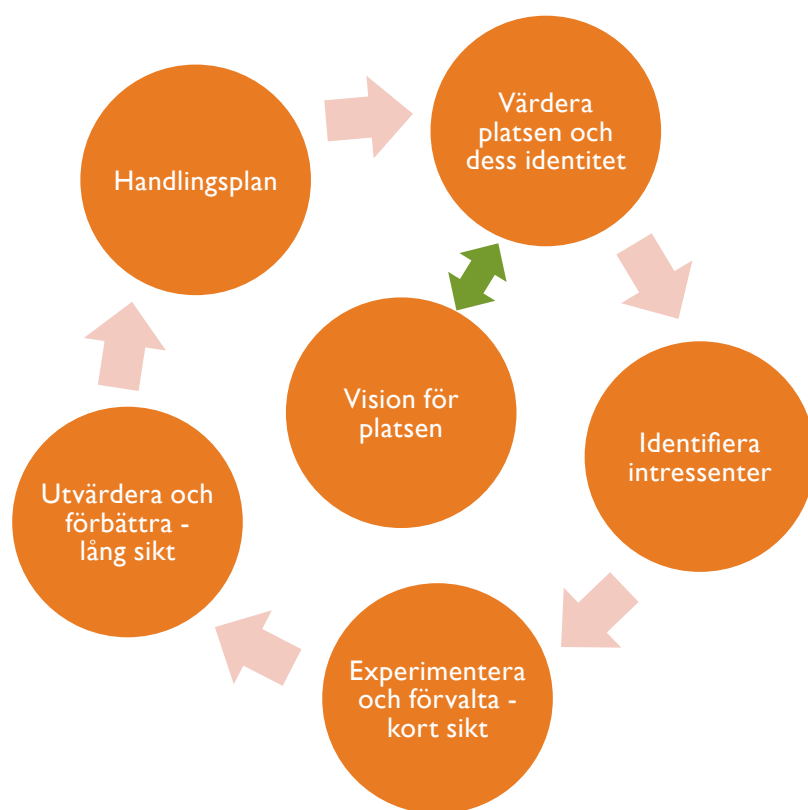 Värdera
platsen och
dess identitet
Handlingsplan
Vision för
platsen
Identifiera
intressenter
Utvärdera och
förbättra -
lång sikt
Experimentera
och förvalta -
kort sikt